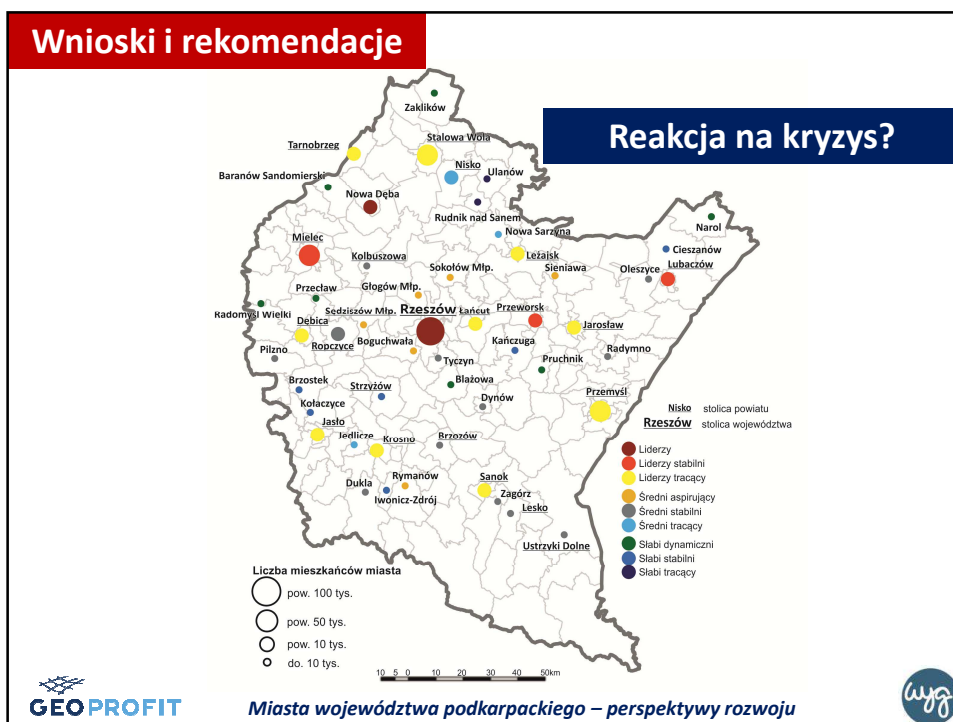 Wnioski i rekomendacje
Reakcja na kryzys?
Zaklików
Tarnobrzeg
Stalowa Wola
Nisko
Ulanów
Baranów Sandomierski
Nowa Dęba
Rudnik nad Sanem
Narol
Nowa Sarzyna
Mielec
Cieszanów
Kolbuszowa
Leżajsk
Lubaczów
Sokołów Młp.
Sieniawa
Oleszyce
Przecław
Głogów Młp.
Radomyśl Wielki
Sędziszów Młp.
Rzeszów
Łańcut
Przeworsk
Dębica
Jarosław
Ropczyce
Boguchwała
Kańczuga
Radymno
Pilzno
Tyczyn
Pruchnik
Błażowa
Brzostek
Strzyżów
Przemyśl
Dynów
Kołaczyce
Jasło
Jedlicze
Krosno
Brzozów
Rymanów
Sanok
Dukla
Iwonicz-Zdrój
Zagórz
Lesko
Ustrzyki Dolne
Nisko stolica powiatu
Rzeszów stolica województwa
Liderzy
Liderzy stabilni
Liderzy tracący
Średni aspirujący
Średni stabilni
Średni tracący
Słabi dynamiczni
Słabi stabilni
Słabi tracący
Liczba mieszkańców miasta
pow. 100 tys.
pow. 50 tys.
pow. 10 tys.
do. 10 tys.
10 5 0 10 20 30 40 50km
GEOPROFIT
Miasta województwa podkarpackiego – perspektywy rozwoju
wyg